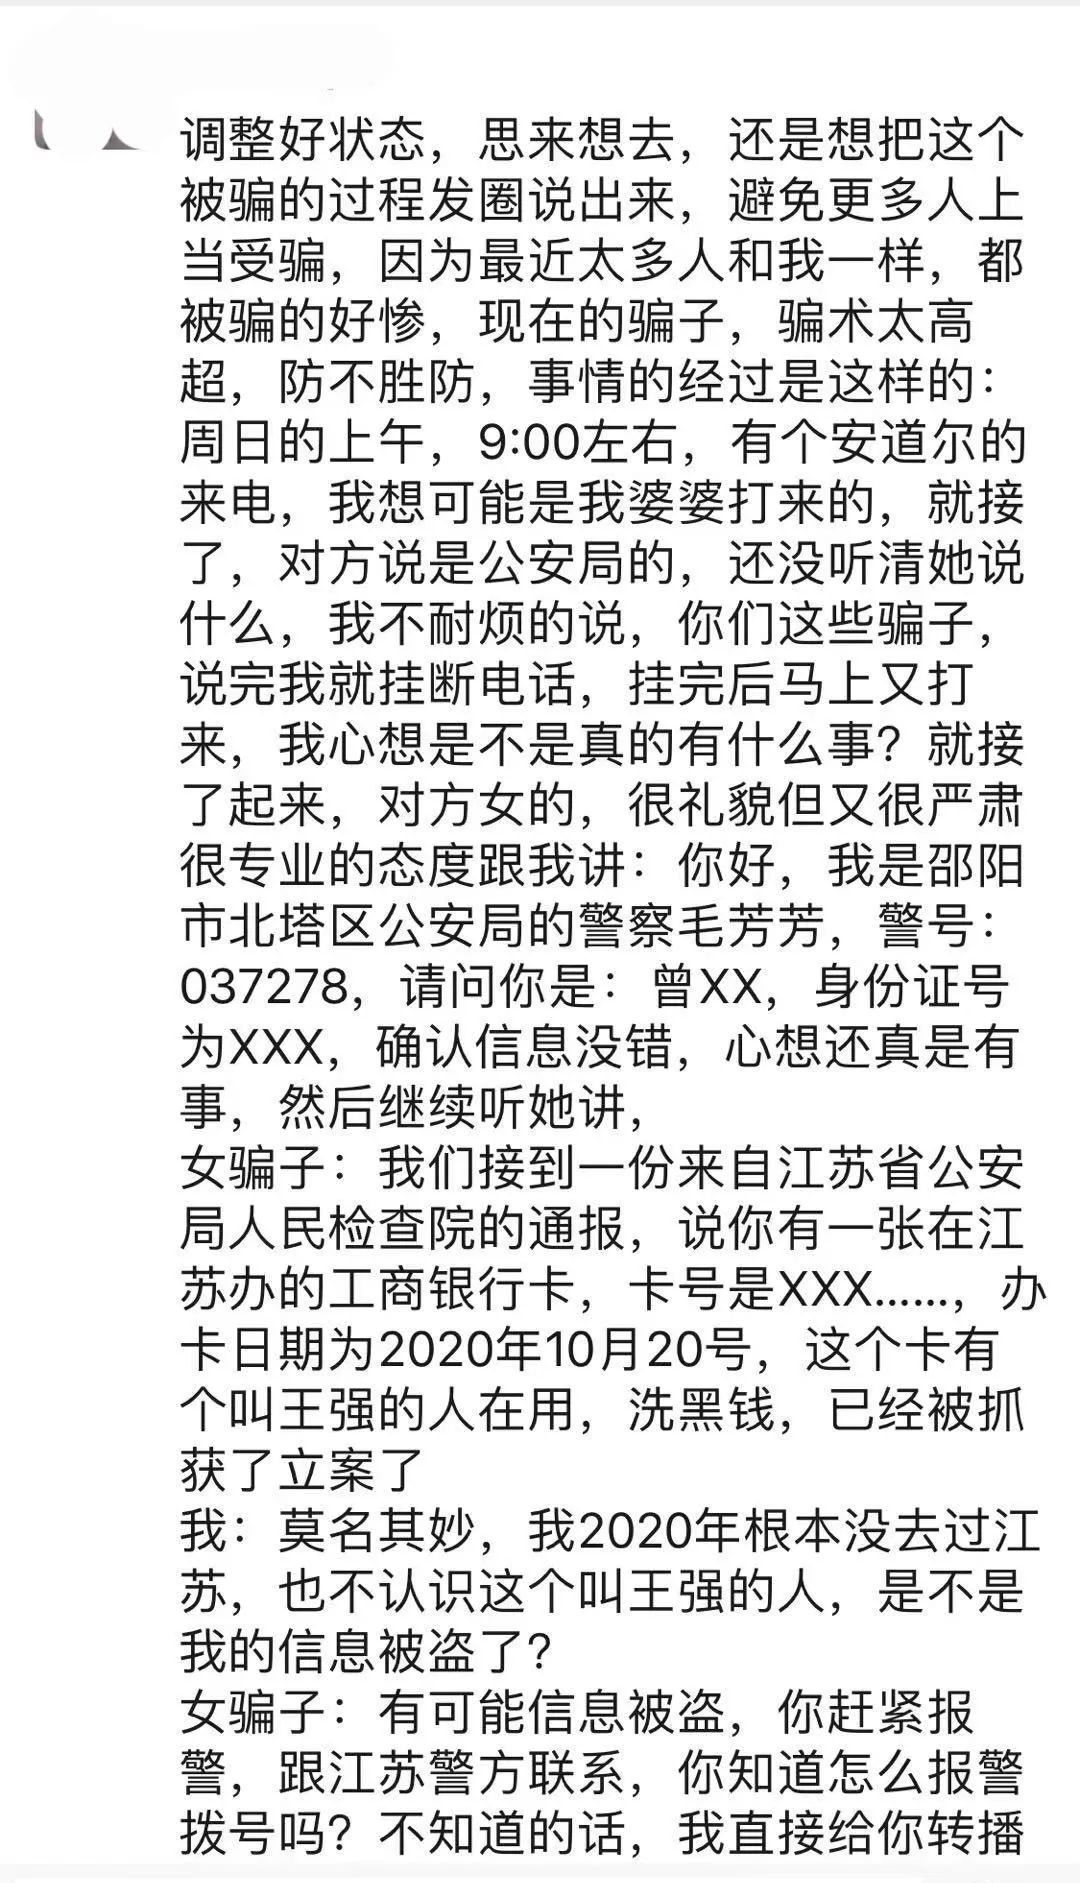 调整好状态，思来想去，还是想把这个
被骗的过程发圈说出来，避免更多人上
当受骗，因为最近太多人和我一样，都
被骗的好惨，现在的骗子，骗术太高
超，防不胜防，事情的经过是这样的：
周日的上午，9:00左右，有个安道尔的
来电，我想可能是我婆婆打来的，就接
了，对方说是公安局的，还没听清她说
什么，我不耐烦的说，你们这些骗子，
说完我就挂断电话，挂完后马上又打
来，我心想是不是真的有什么事？就接
了起来，对方女的，很礼貌但又很严肃
很专业的态度跟我讲：你好，我是邵阳
市北塔区公安局的警察毛芳芳，警号：
037278，请问你是：曾XX，身份证号
为XXX，确认信息没错，心想还真是有
事，然后继续听她讲，
女骗子：我们接到一份来自江苏省公安
局人民检查院的通报，说你有一张在江
苏办的工商银行卡，卡号是XXX……，办
卡日期为2020年10月20号，这个卡有
个叫王强的人在用，洗黑钱，已经被抓
获了立案了
我：莫名其妙，我2020年根本没去过江
苏，也不认识这个叫王强的人，是不是
我的信息被盗了？
女骗子：有可能信息被盗，你赶紧报
警，跟江苏警方联系，你知道怎么报警
拨号吗？不知道的话，我直接给你转播